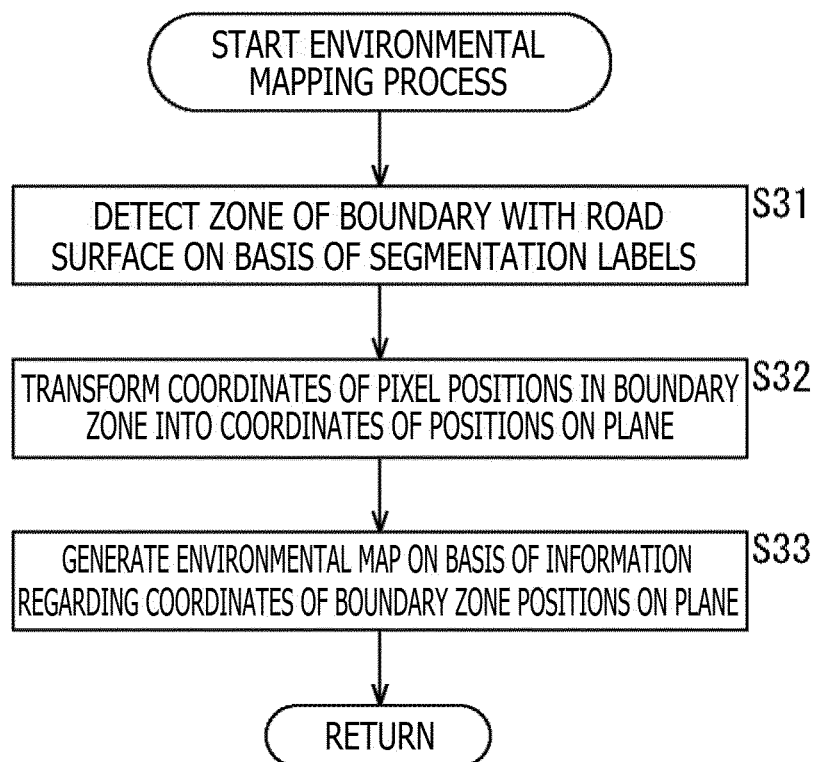 START ENVIRONMENTAL
MAPPING PROCESS
S31
DETECT ZONE OF BOUNDARY WITH ROAD
SURFACE ON BASIS OF SEGMENTATION LABELS
S32
TRANSFORM COORDINATES OF PIXEL POSITIONS IN BOUNDARY
ZONE INTO COORDINATES OF POSITIONS ON PLANE
S33
GENERATE ENVIRONMENTAL MAP ON BASIS OF INFORMATION
REGARDING COORDINATES OF BOUNDARY ZONE POSITIONS ON PLANE
RETURN